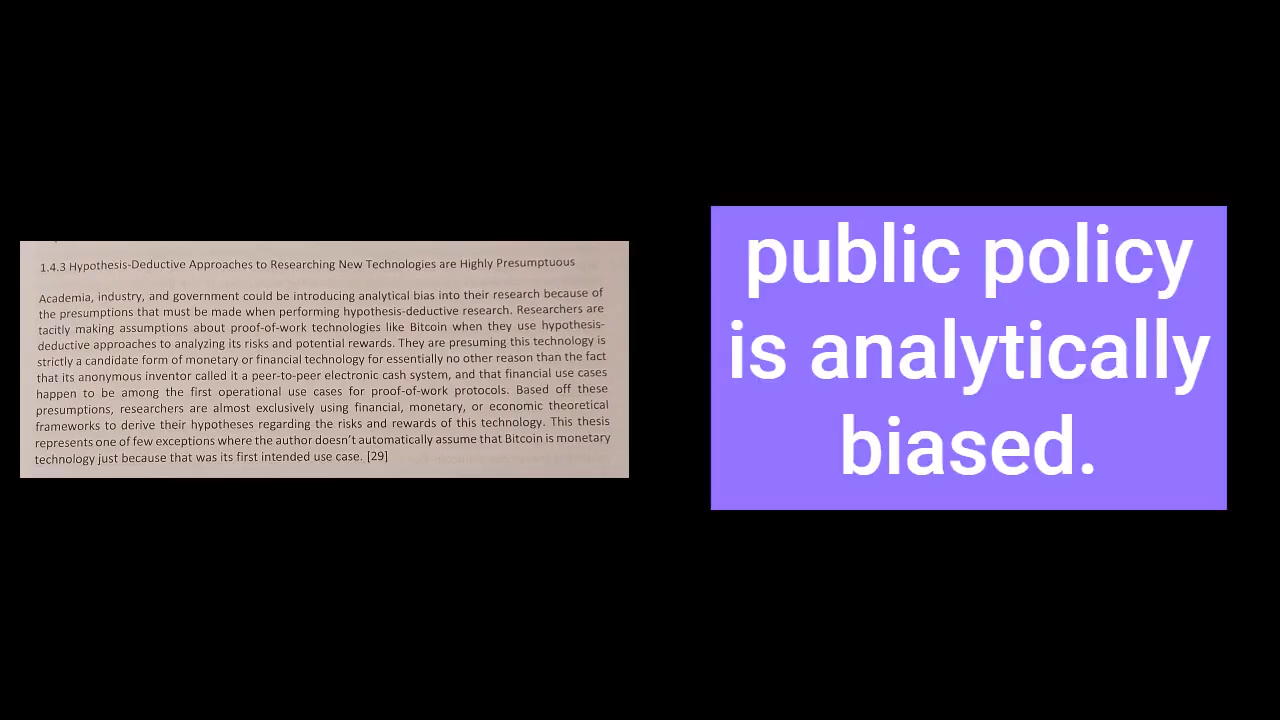 1.4.3 Hypothesis-Deductive Approaches to Researching New Technologies are Highly Presumptuous
Academia, industry, and government could be introducing analytical bias into their research because of
the presumptions that must be made when performing hypothesis-deductive research. Researchers are
tacitly making assumptions about proof-of-work technologies like Bitcoin when they use hypothesis-
deductive approaches to analyzing its risks and potential rewards. They are presuming this technology is
strictly a candidate form of monetary or financial technology for essentially no other reason than the fact
that its anonymous inventor called it a peer-to-peer electronic cash system, and that financial use cases
happen to be among the first operational use cases for proof-of-work protocols. Based off these
presumptions, researchers are almost exclusively using financial, monetary, or economic theoretical
frameworks to derive their hypotheses regarding the risks and rewards of this technology. This thesis
represents one of few exceptions where the author doesn't automatically assume that Bitcoin is monetary
technology just because that was its first intended use case. [29]
public policy
is analytically
biased.